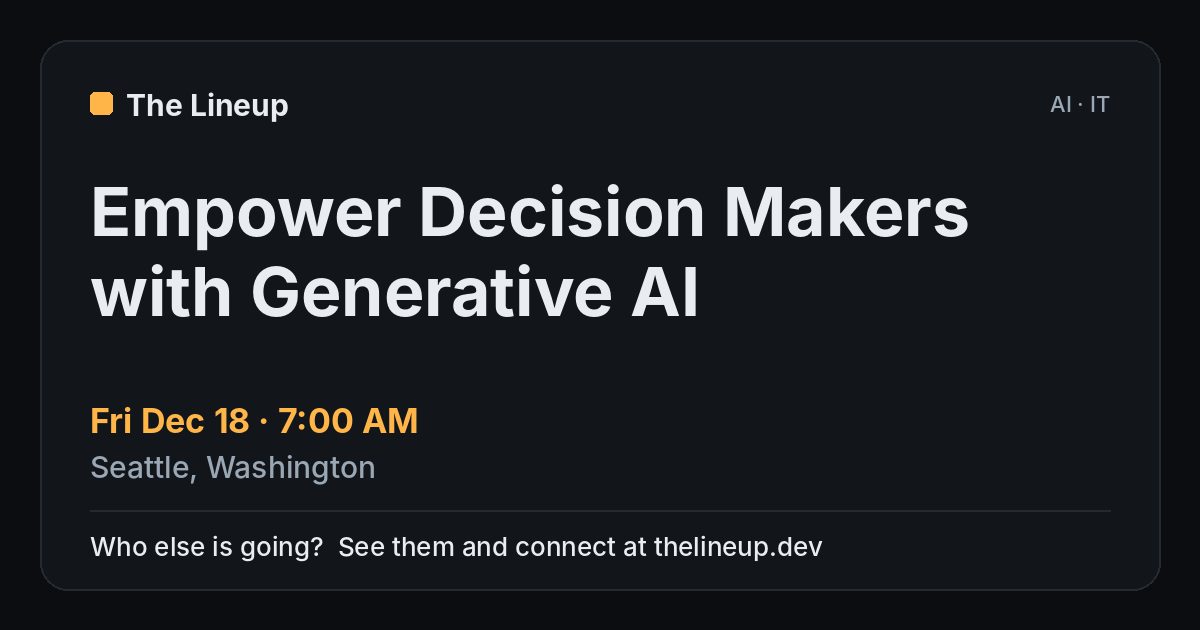 The Lineup
AI · IT
Empower Decision Makers
with Generative AI
Fri Dec 18 · 7:00 AM
Seattle, Washington
Who else is going? See them and connect at thelineup.dev